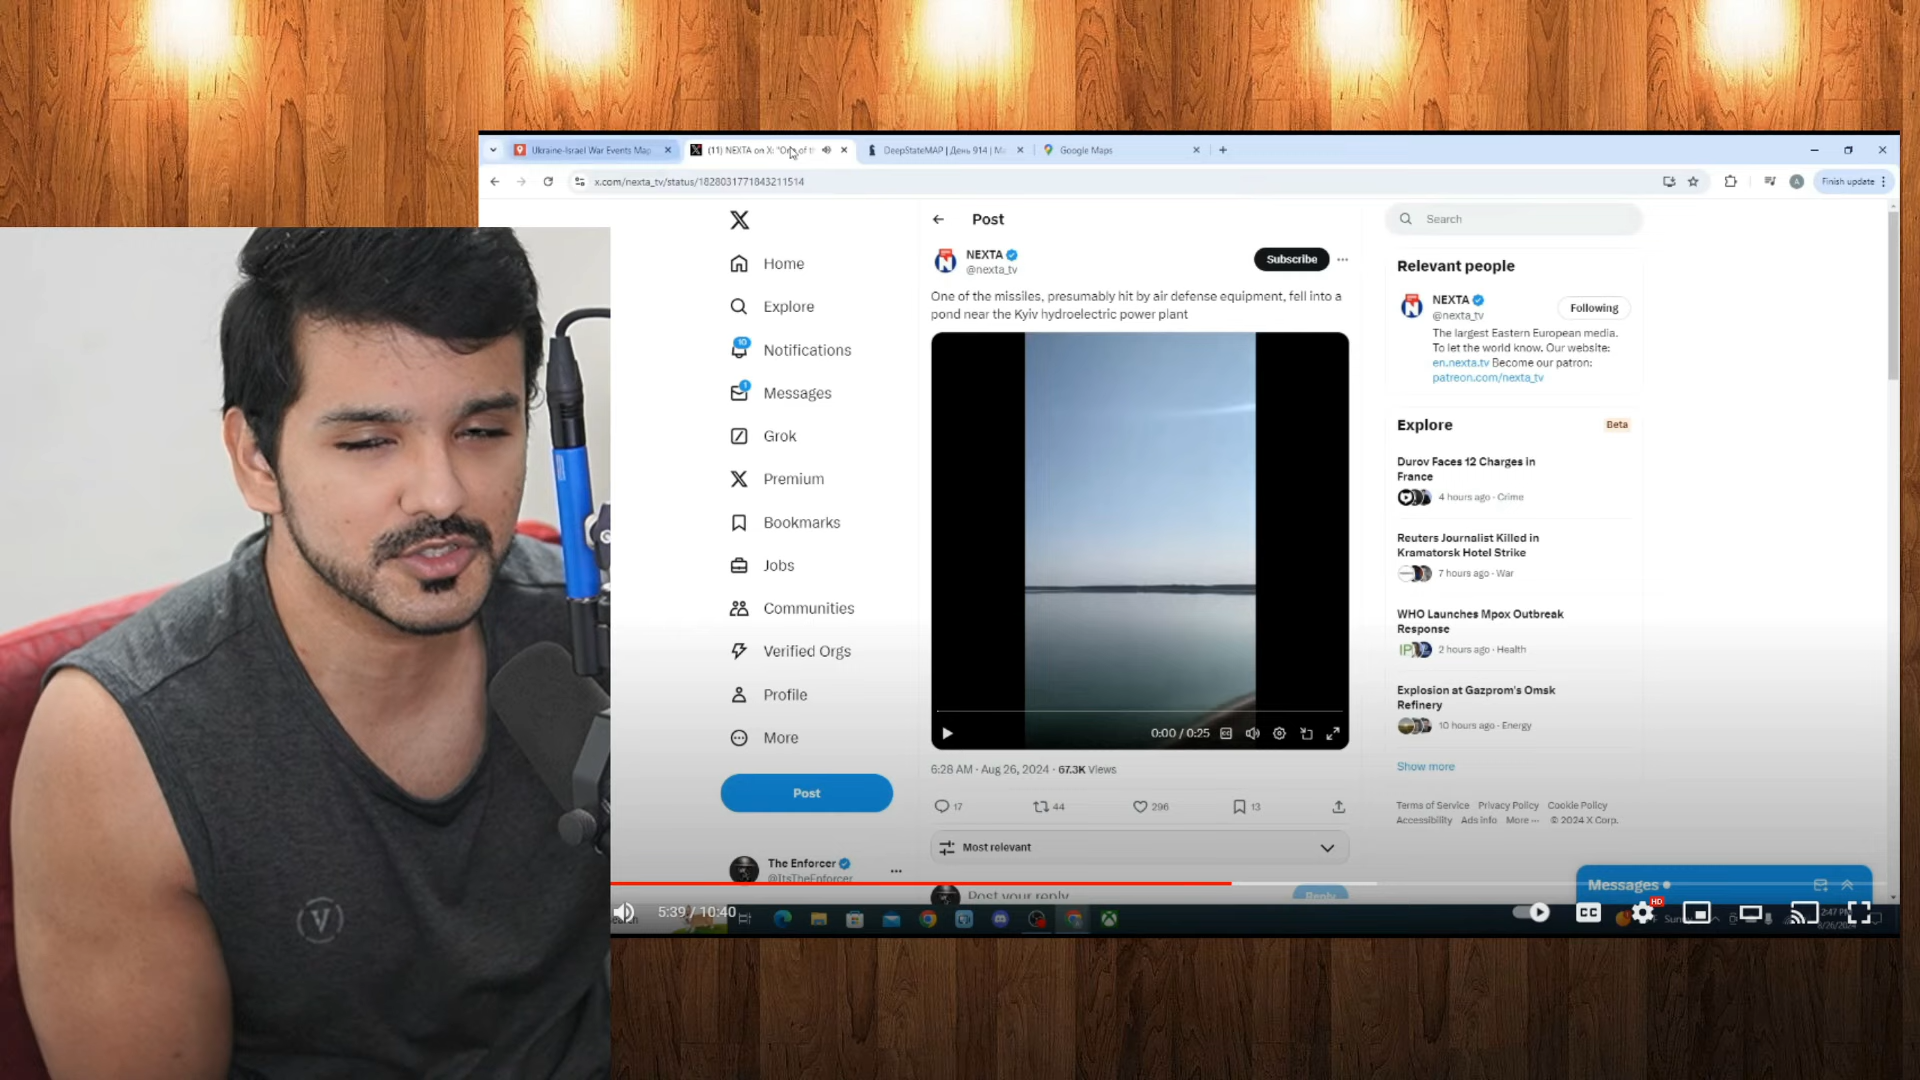 Ukraine-Israel War Events Map
(11) NEXTA on X: "One of th
DeepStateMAP | День 914 | Ma
Google Maps
x.com/nexta_tv/status/1828031771843211514
Finish update
Post
Search
NEXTA
@nexta_tv
Subscribe
One of the missiles, presumably hit by air defense equipment, fell into a
pond near the Kyiv hydroelectric power plant
10
Home
Explore
Notifications
1
Messages
Grok
Premium
Bookmarks
Jobs
Communities
Verified Orgs
Profile
More
Post
The Enforcer
@ItsTheEnforcer
0:00 / 0:25
6:28 AM · Aug 26, 2024 · 67.3K Views
17
44
296
13
Most relevant
Post your reply
Reply
Relevant people
NEXTA
Following
@nexta_tv
The largest Eastern European media.
To let the world know. Our website:
en.nexta.tv Become our patron:
patreon.com/nexta_tv
Explore
Beta
Durov Faces 12 Charges in
France
4 hours ago · Crime
Reuters Journalist Killed in
Kramatorsk Hotel Strike
7 hours ago · War
WHO Launches Mpox Outbreak
Response
2 hours ago · Health
Explosion at Gazprom's Omsk
Refinery
10 hours ago · Energy
Show more
Terms of Service Privacy Policy Cookie Policy
Accessibility Ads info More ··· © 2024 X Corp.
Messages
5:39 / 10:40
CC
HD
V